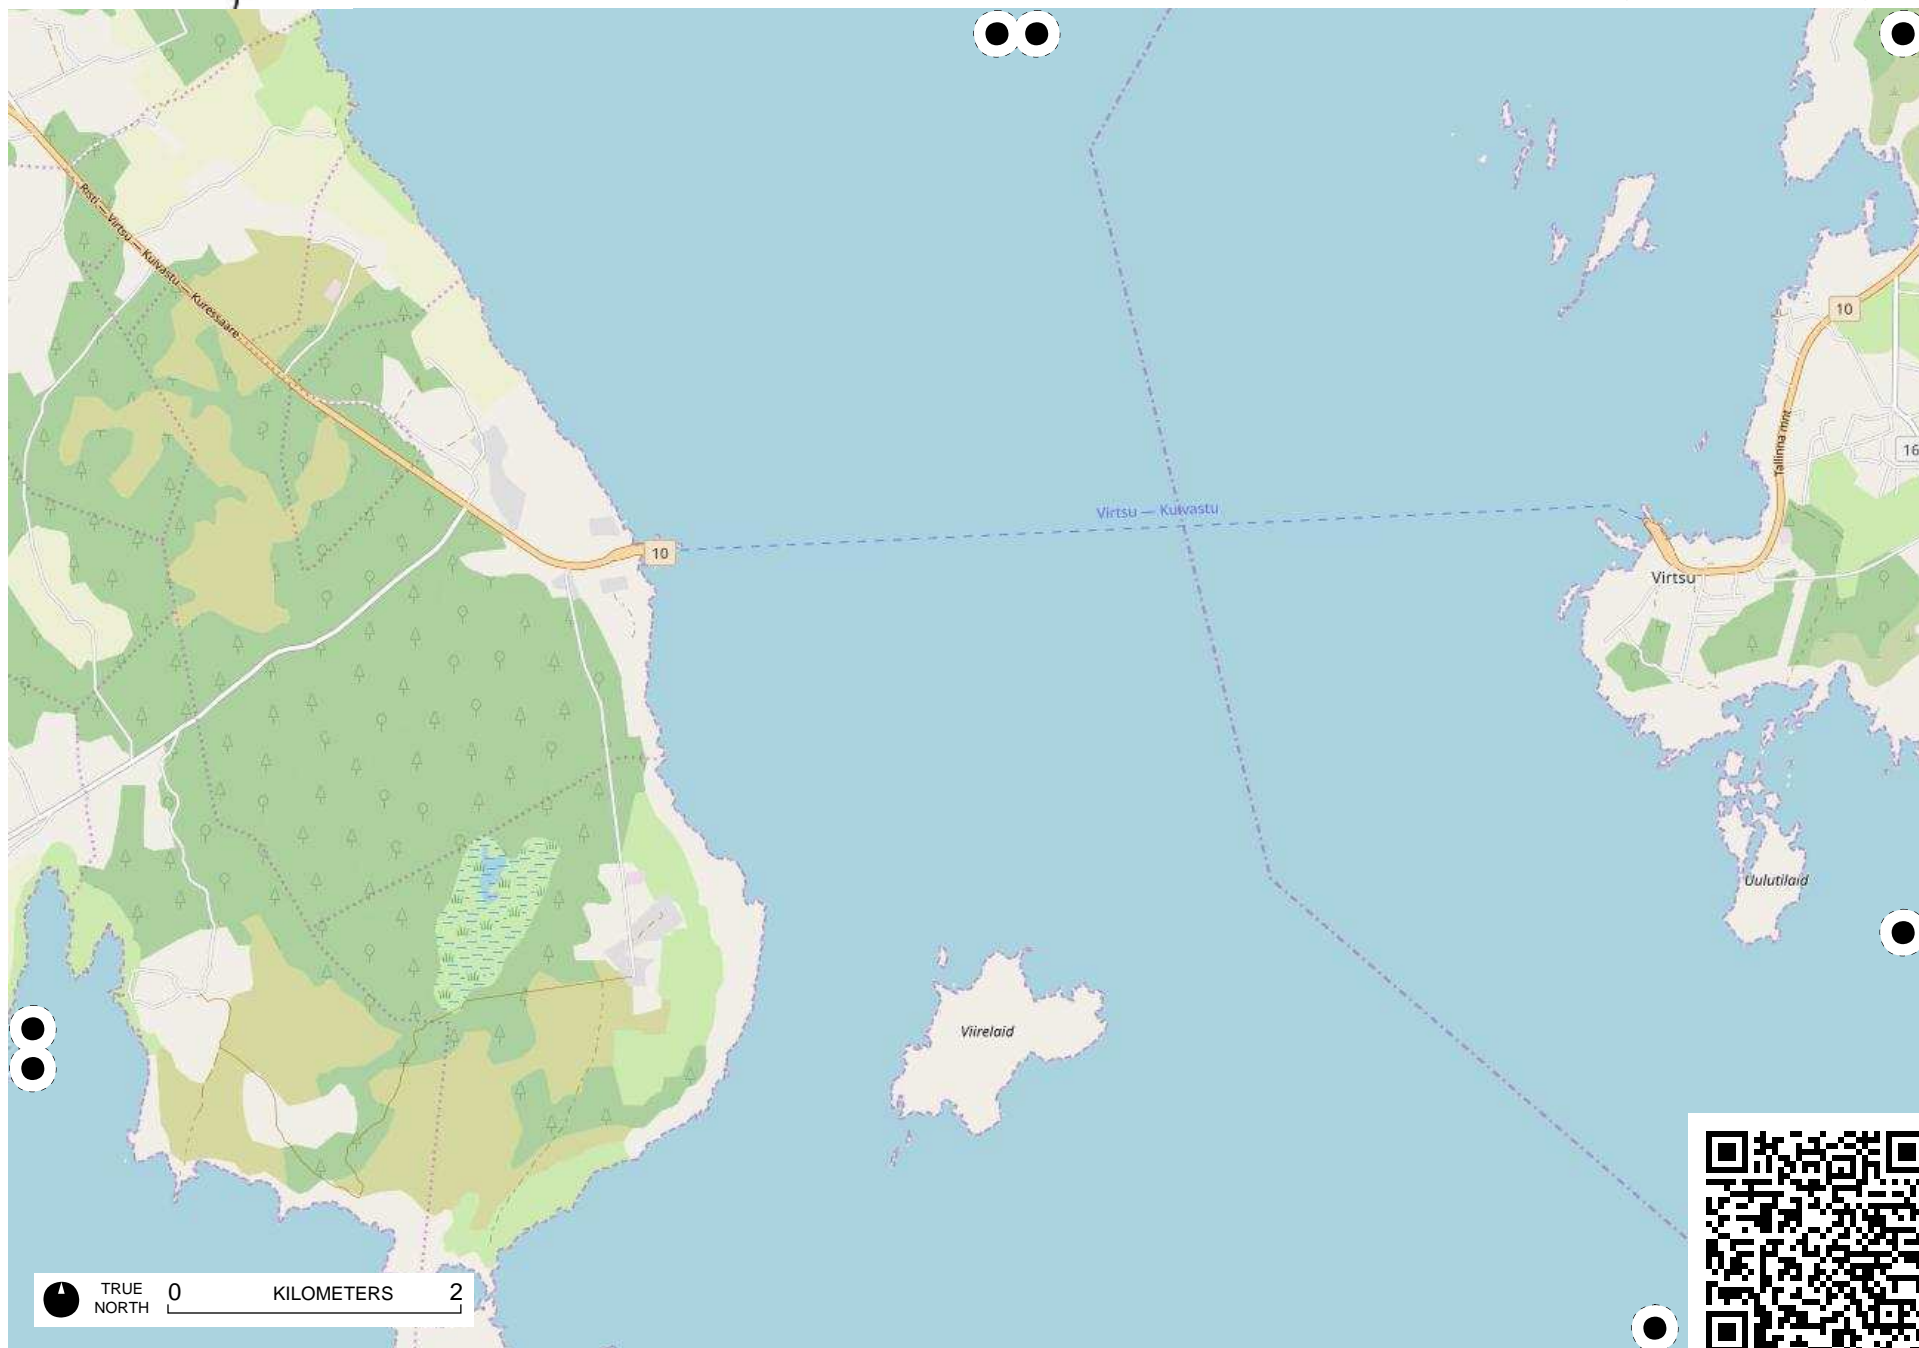 Risti — Virtsu — Kuivastu — Kuressaare
10
Tallinna mnt
16
Virtsu — Kuivastu
10
Virtsu
Uulutilaid
Viirelaid
TRUE NORTH
0 KILOMETERS 2